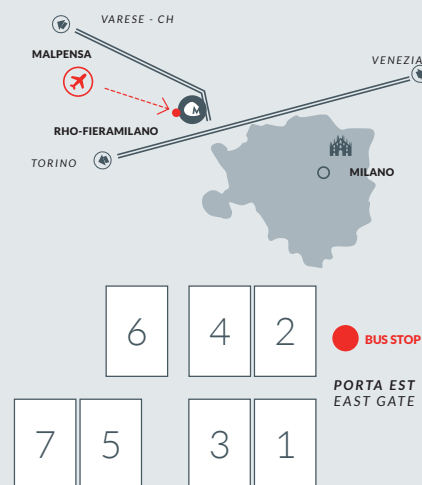 VARESE - CH
MALPENSA
VENEZIA
M
RHO-FIERAMILANO
TORINO
MILANO
6 4 2
BUS STOP
PORTA EST
EAST GATE
7 5 3 1